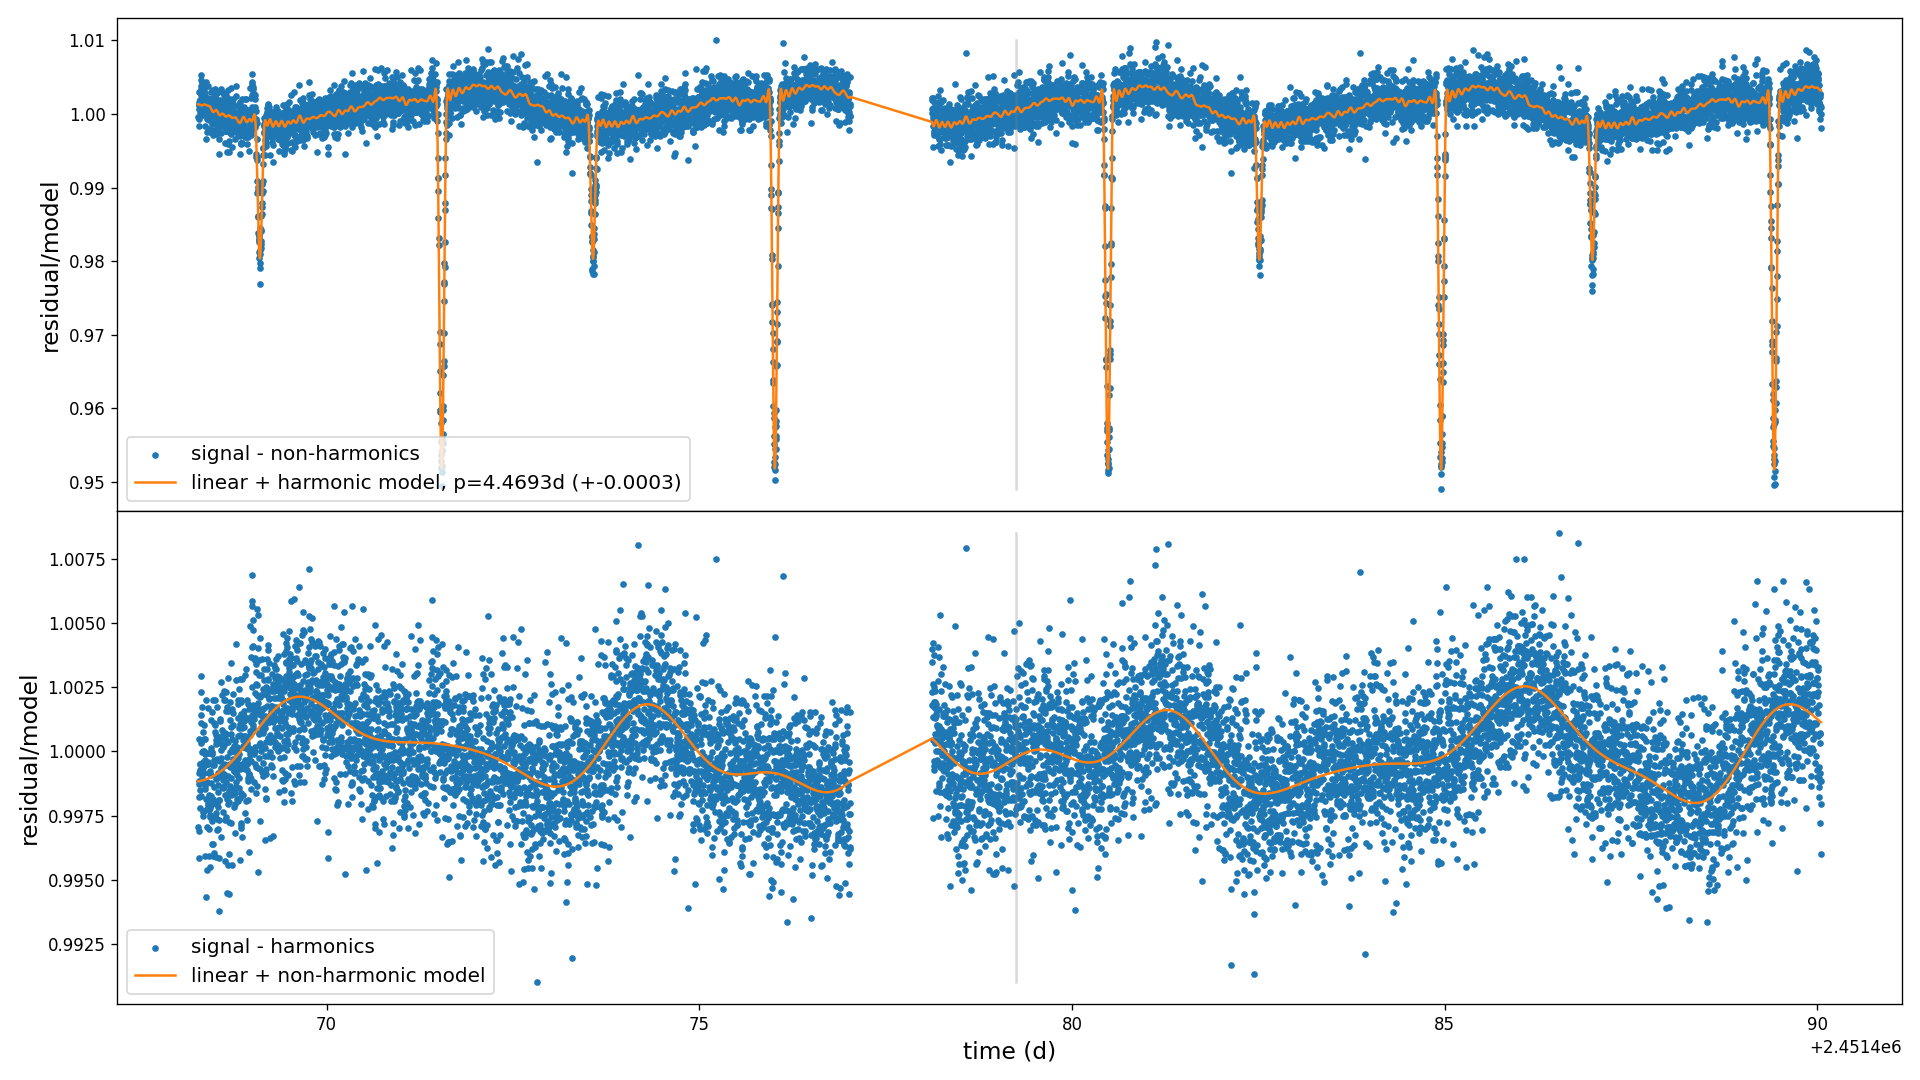 1.01
1.00
0.99
0.98
0.97
0.96
0.95
residual/model
signal - non-harmonics
linear + harmonic model, p=4.4693d (+-0.0003)
1.0075
1.0050
1.0025
1.0000
0.9975
0.9950
0.9925
residual/model
signal - harmonics
linear + non-harmonic model
70
75
80
85
90
time (d)
+2.4514e6